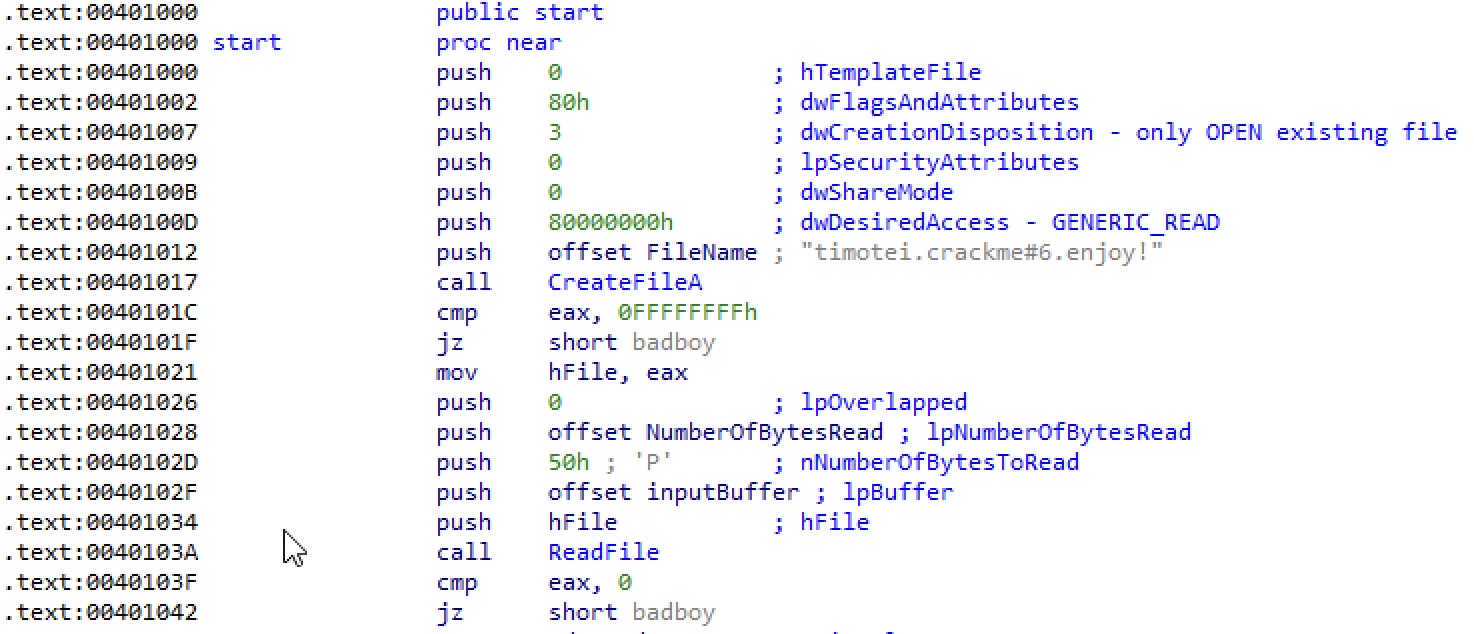 .text:00401000 public start
.text:00401000 start proc near
.text:00401000 push 0 ; hTemplateFile
.text:00401002 push 80h ; dwFlagsAndAttributes
.text:00401007 push 3 ; dwCreationDisposition - only OPEN existing file
.text:00401009 push 0 ; lpSecurityAttributes
.text:0040100B push 0 ; dwShareMode
.text:0040100D push 80000000h ; dwDesiredAccess - GENERIC_READ
.text:00401012 push offset FileName ; "timotei.crackme#6.enjoy!"
.text:00401017 call CreateFileA
.text:0040101C cmp eax, 0FFFFFFFFh
.text:0040101F jz short badboy
.text:00401021 mov hFile, eax
.text:00401026 push 0 ; lpOverlapped
.text:00401028 push offset NumberOfBytesRead ; lpNumberOfBytesRead
.text:0040102D push 50h ; 'P' ; nNumberOfBytesToRead
.text:0040102F push offset inputBuffer ; lpBuffer
.text:00401034 push hFile ; hFile
.text:0040103A call ReadFile
.text:0040103F cmp eax, 0
.text:00401042 jz short badboy